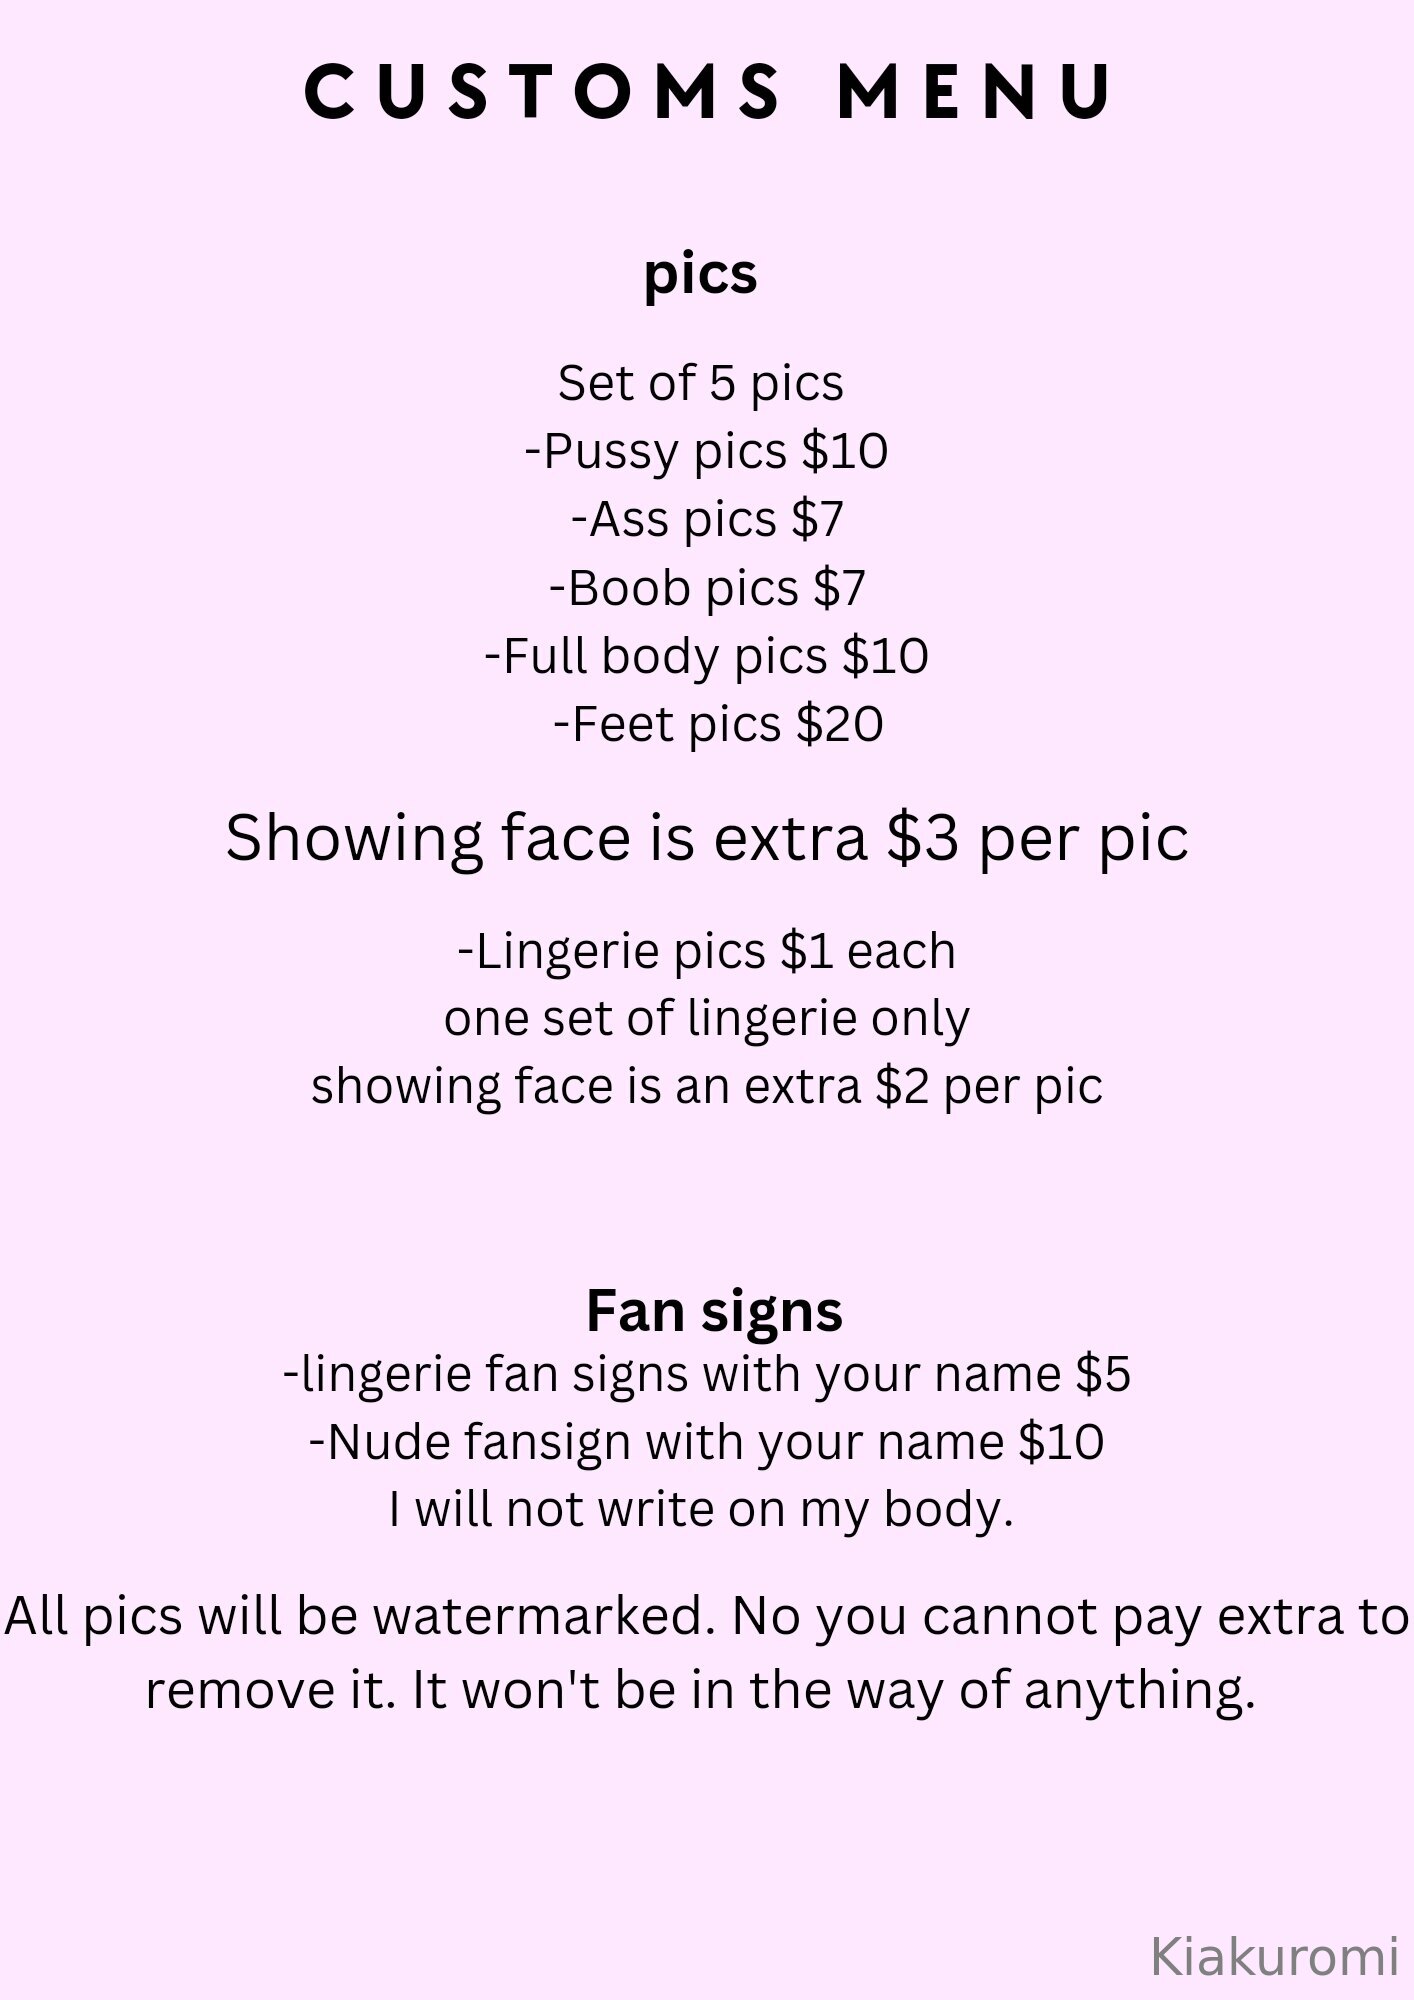 CUSTOMS MENU
pics
Set of 5 pics
-Pussy pics $10
-Ass pics $7
-Boob pics $7
-Full body pics $10
-Feet pics $20
Showing face is extra $3 per pic
-Lingerie pics $1 each
one set of lingerie only
showing face is an extra $2 per pic
Fan signs
-lingerie fan signs with your name $5
-Nude fansign with your name $10
I will not write on my body.
All pics will be watermarked. No you cannot pay extra to
remove it. It won't be in the way of anything.
Kiakuromi